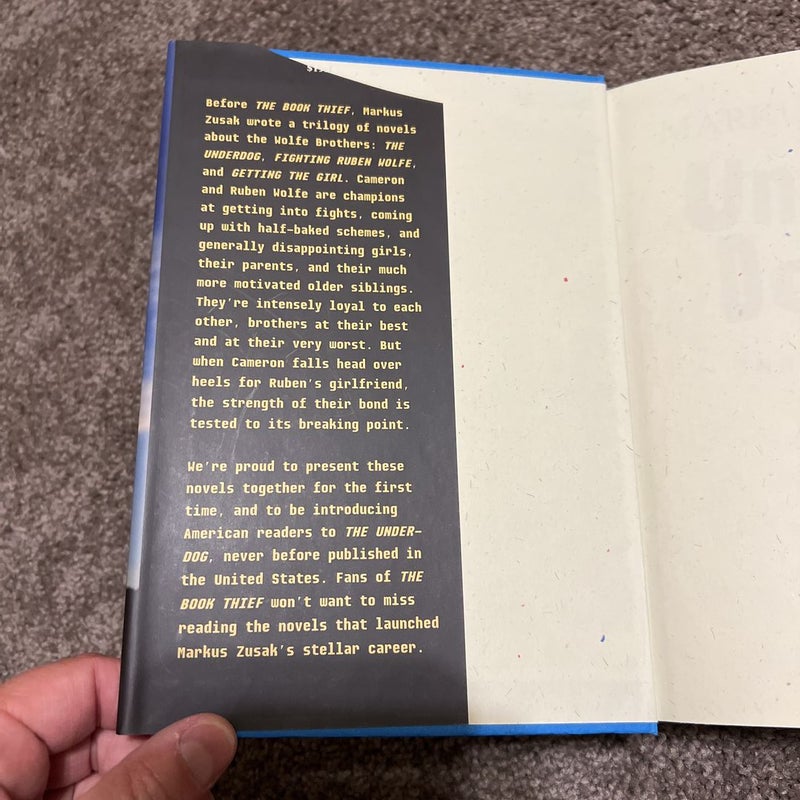 Before THE BOOK THIEF, Markus
Zusak wrote a trilogy of novels
about the Wolfe Brothers: THE
UNDERDOG, FIGHTING RUBEN WOLFE,
and GETTING THE GIRL. Cameron
and Ruben Wolfe are champions
at getting into fights, coming
up with half-baked schemes, and
generally disappointing girls,
their parents, and their much
more motivated older siblings.
They're intensely loyal to each
other, brothers at their best
and at their very worst. But
when Cameron falls head over
heels for Ruben's girlfriend,
the strength of their bond is
tested to its breaking point.
We're proud to present these
novels together for the first
time, and to be introducing
American readers to THE UNDER-
DOG, never before published in
the United States. Fans of THE
BOOK THIEF won't want to miss
reading the novels that launched
Markus Zusak's stellar career.